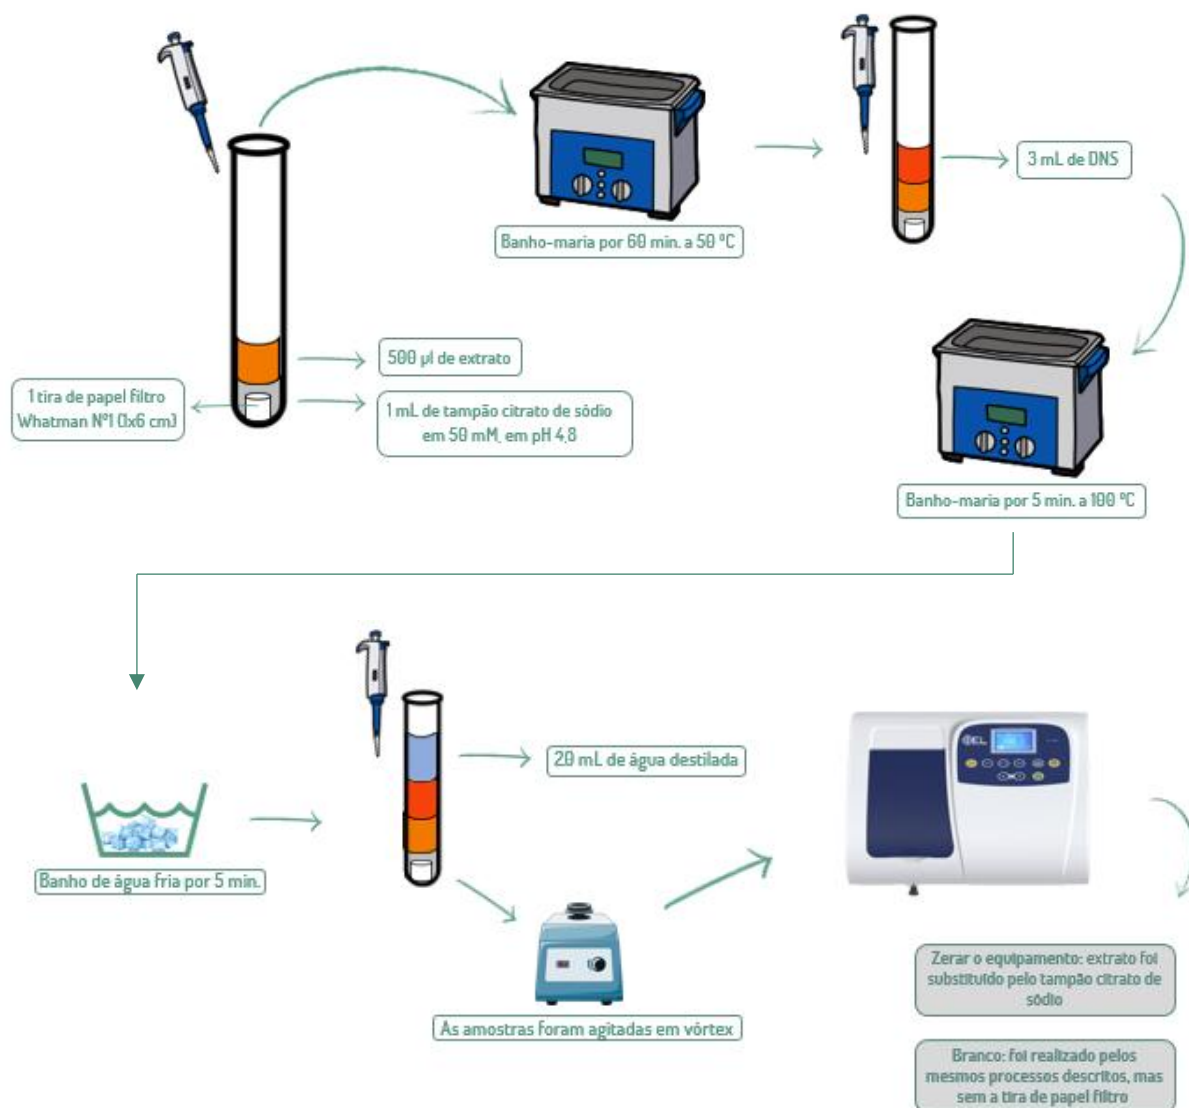 3 mL de DNS
Banho-maria por 60 min. a 50 ºC
500 µl de extrato
1 tira de papel filtro
Whatman Nº1 (1x6 cm)
1 mL de tampão citrato de sódio
em 50 mM, em pH 4,8
Banho-maria por 5 min. a 100 ºC
20 mL de água destilada
Banho de água fria por 5 min.
As amostras foram agitadas em vórtex
Zerar o equipamento: extrato foi
substituído pelo tampão citrato de
sódio
Branco: foi realizado pelos
mesmos processos descritos, mas
sem a tira de papel filtro